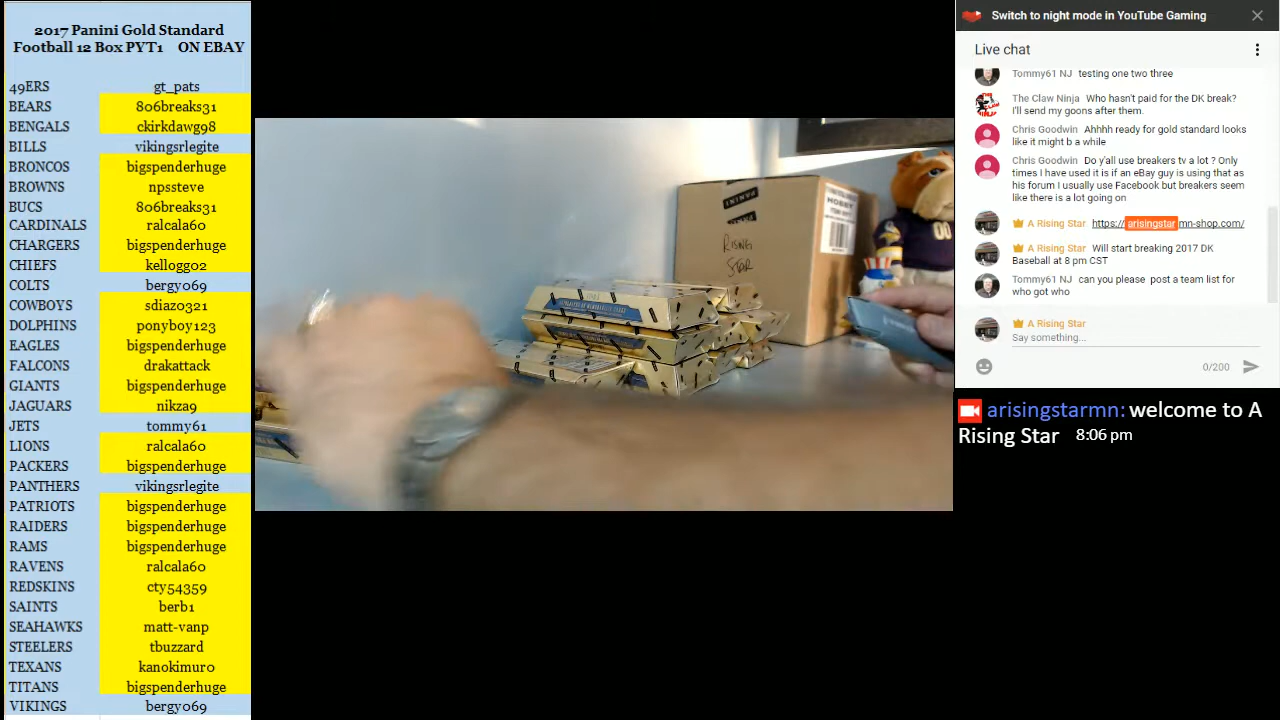 2017 Panini Gold Standard
Football 12 Box PYT1 ON EBAY
49ERS gt_pats
BEARS 806breaks31
BENGALS ckirkdawg98
BILLS vikingsrlegite
BRONCOS bigspenderhuge
BROWNS npssteve
BUCS 806breaks31
CARDINALS ralcala60
CHARGERS bigspenderhuge
CHIEFS kellogg02
COLTS bergy069
COWBOYS sdiazo321
DOLPHINS ponyboy123
EAGLES bigspenderhuge
FALCONS drakattack
GIANTS bigspenderhuge
JAGUARS nikza9
JETS tommy61
LIONS ralcala60
PACKERS bigspenderhuge
PANTHERS vikingsrlegite
PATRIOTS bigspenderhuge
RAIDERS bigspenderhuge
RAMS bigspenderhuge
RAVENS ralcala60
REDSKINS cty54359
SAINTS berb1
SEAHAWKS matt-vanp
STEELERS tbuzzard
TEXANS kanokimuro
TITANS bigspenderhuge
VIKINGS bergy069
PANINI
HOBBY
RISING
STAR
Switch to night mode in YouTube Gaming
Live chat
Tommy61 NJ testing one two three
The Claw Ninja Who hasn't paid for the DK break?
I'll send my goons after them.
Chris Goodwin Ahhhh ready for gold standard looks
like it might b a while
Chris Goodwin Do y'all use breakers tv a lot ? Only
times I have used it is if an eBay guy is using that as
his forum I usually use Facebook but breakers seem
like there is a lot going on
A Rising Star https://arisingstarmn-shop.com/
A Rising Star Will start breaking 2017 DK
Baseball at 8 pm CST
Tommy61 NJ can you please post a team list for
who got who
A Rising Star
Say something...
0/200
arisingstarmn: welcome to A
Rising Star 8:06 pm